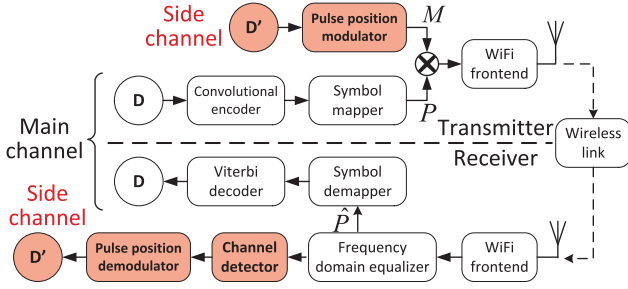 Side
channel
D'
Pulse position
modulator
M
WiFi
frontend
Main
channel
D
Convolutional
encoder
Symbol
mapper
P
Transmitter
Receiver
Wireless
link
D
Viterbi
decoder
Symbol
demapper
Side
channel
P̂
D'
Pulse position
demodulator
Channel
detector
Frequency
domain equalizer
WiFi
frontend